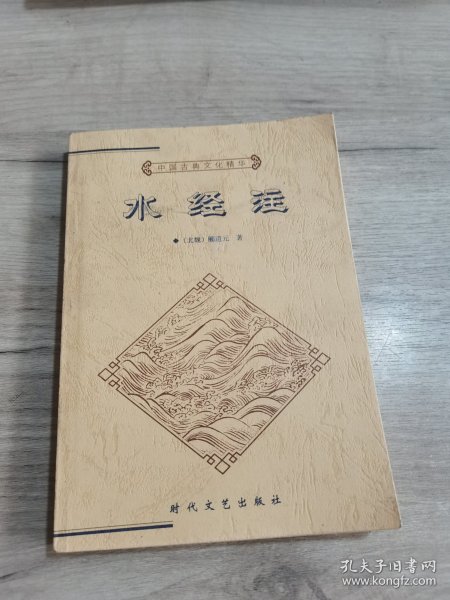 中国古典文化精华
水经注
◆（北魏）郦道元 著
时代文艺出版社
孔夫子旧书网
www.kongfz.com